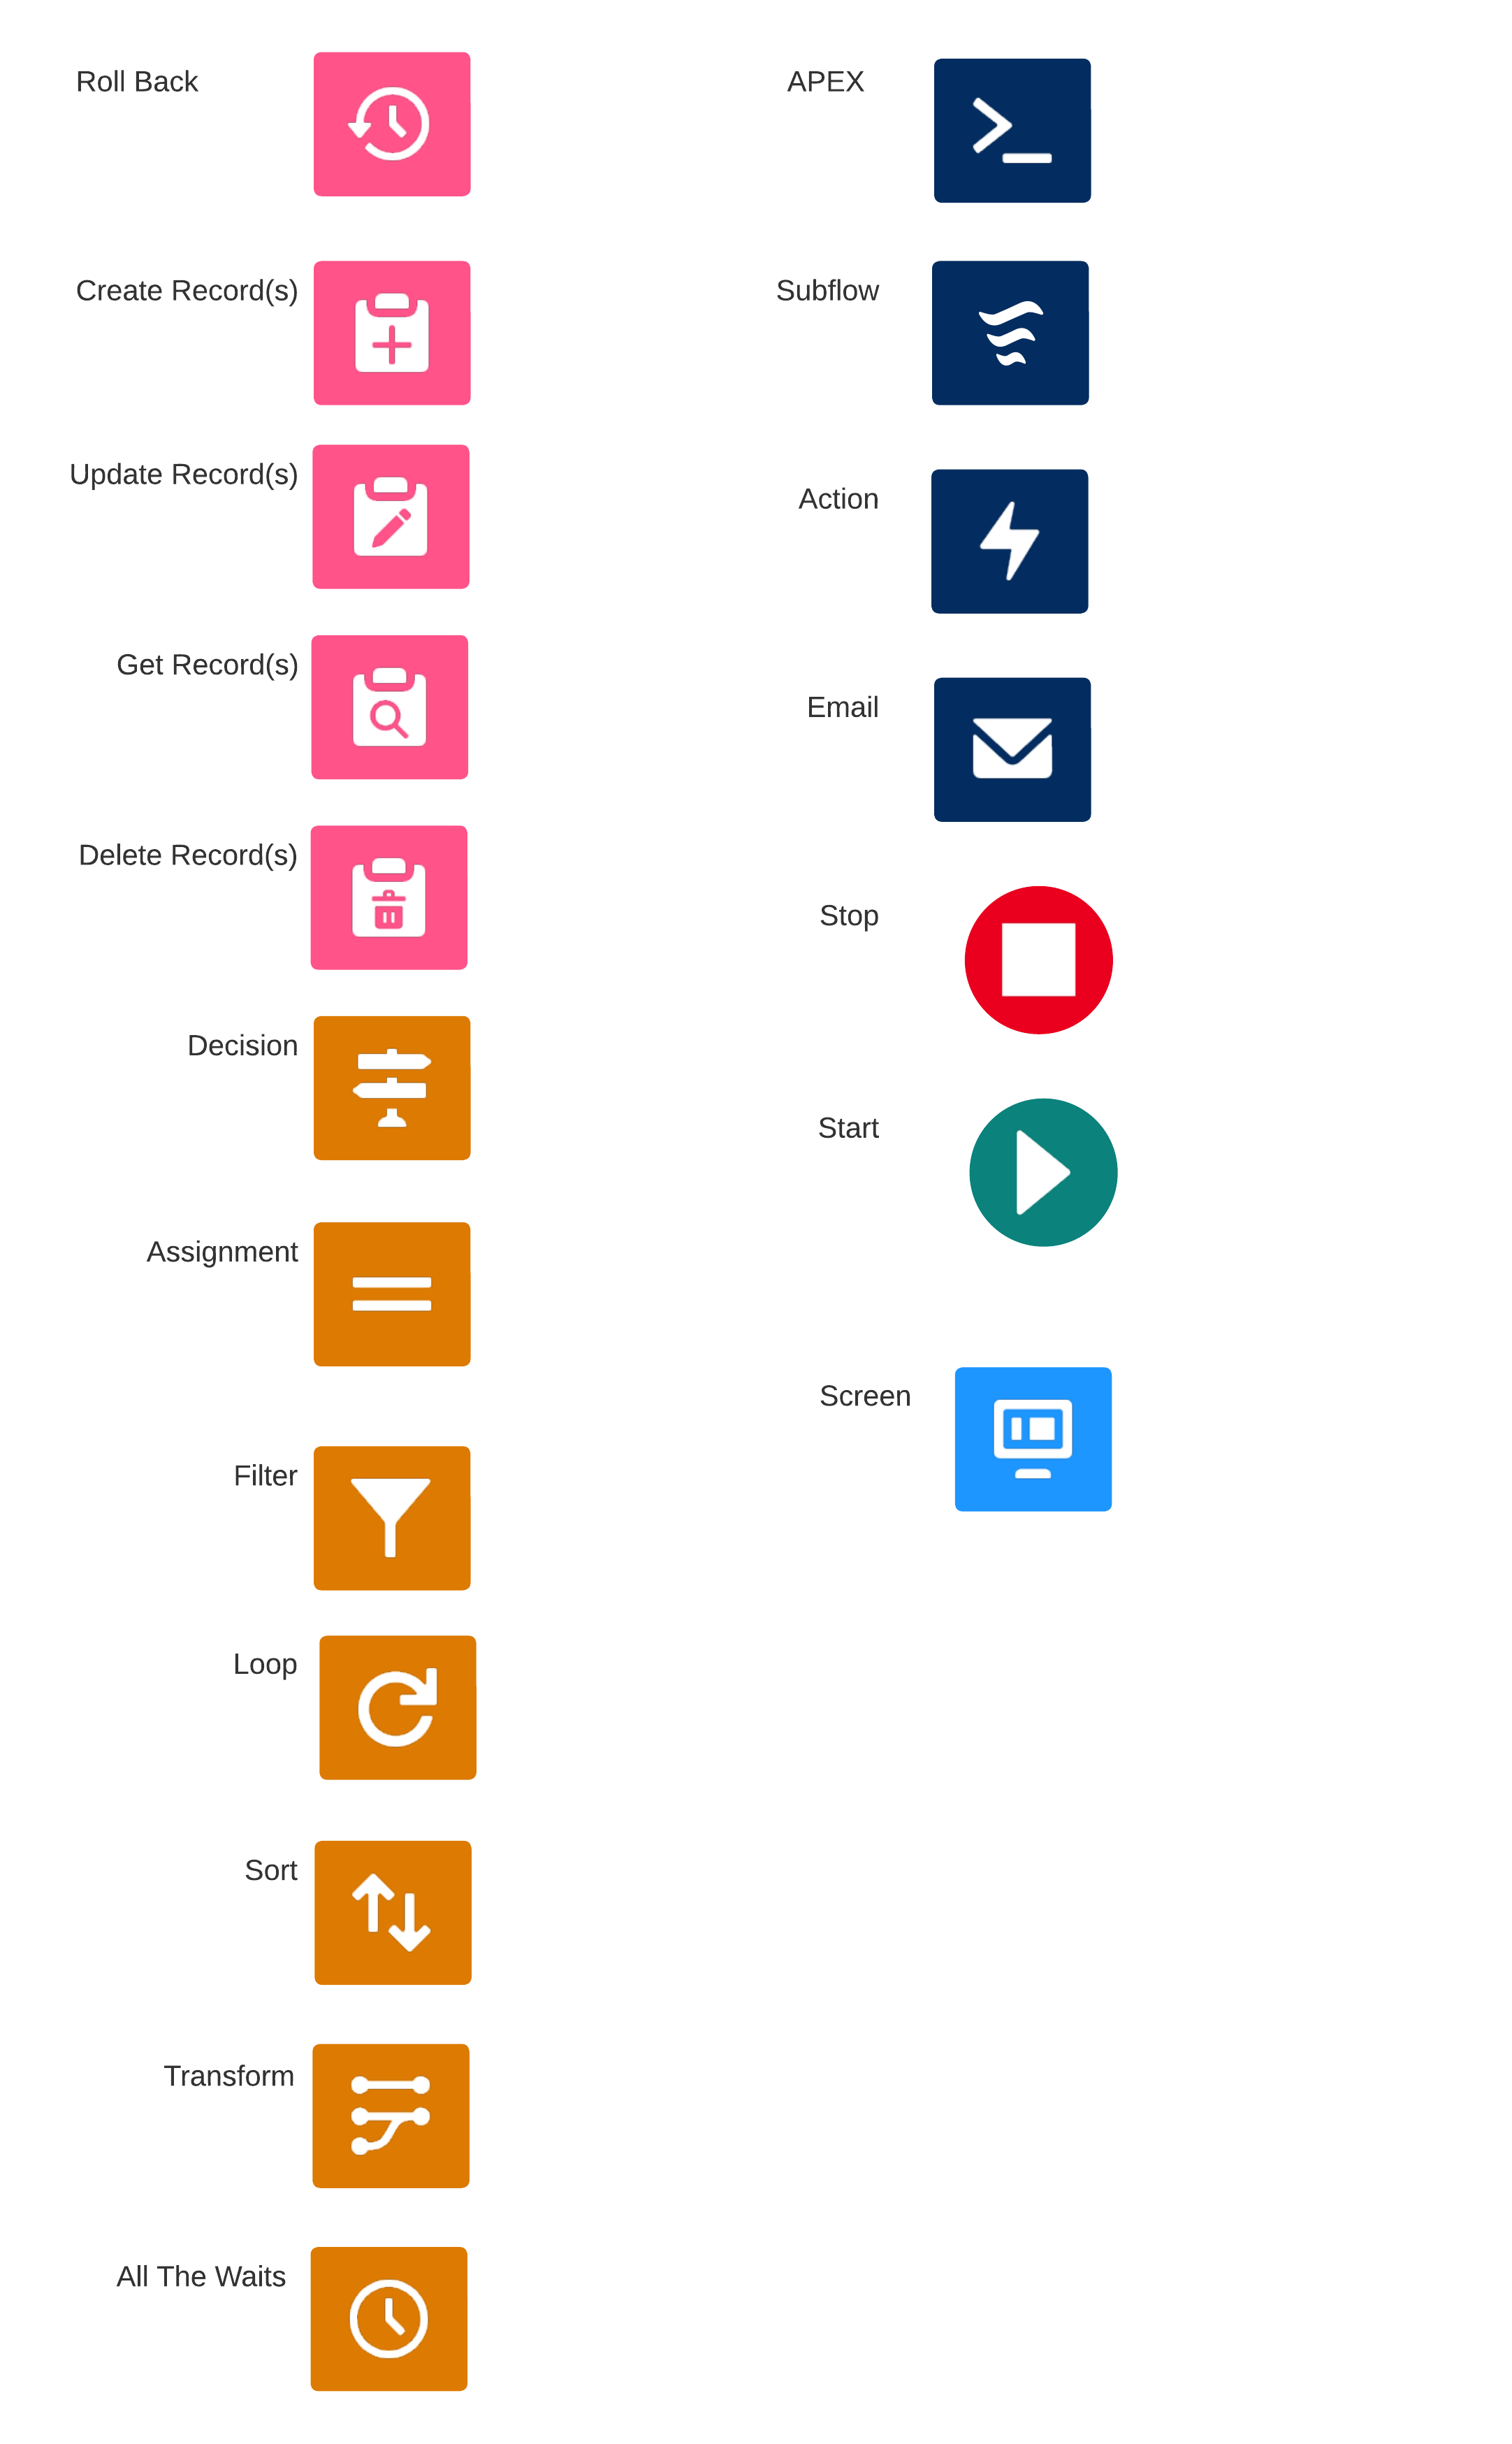 Roll Back
Create Record(s)
Update Record(s)
Get Record(s)
Delete Record(s)
Decision
Assignment
Filter
Loop
Sort
Transform
All The Waits
APEX
Subflow
Action
Email
Stop
Start
Screen